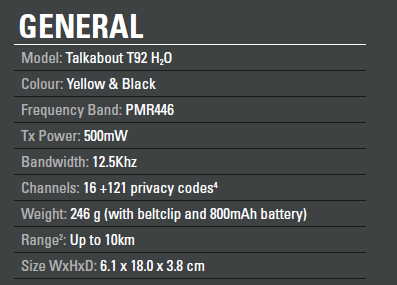 GENERAL
Model: Talkabout T92 H₂O
Colour: Yellow & Black
Frequency Band: PMR446
Tx Power: 500mW
Bandwidth: 12.5Khz
Channels: 16 +121 privacy codes⁴
Weight: 246 g (with beltclip and 800mAh battery)
Range²: Up to 10km
Size WxHxD: 6.1 x 18.0 x 3.8 cm